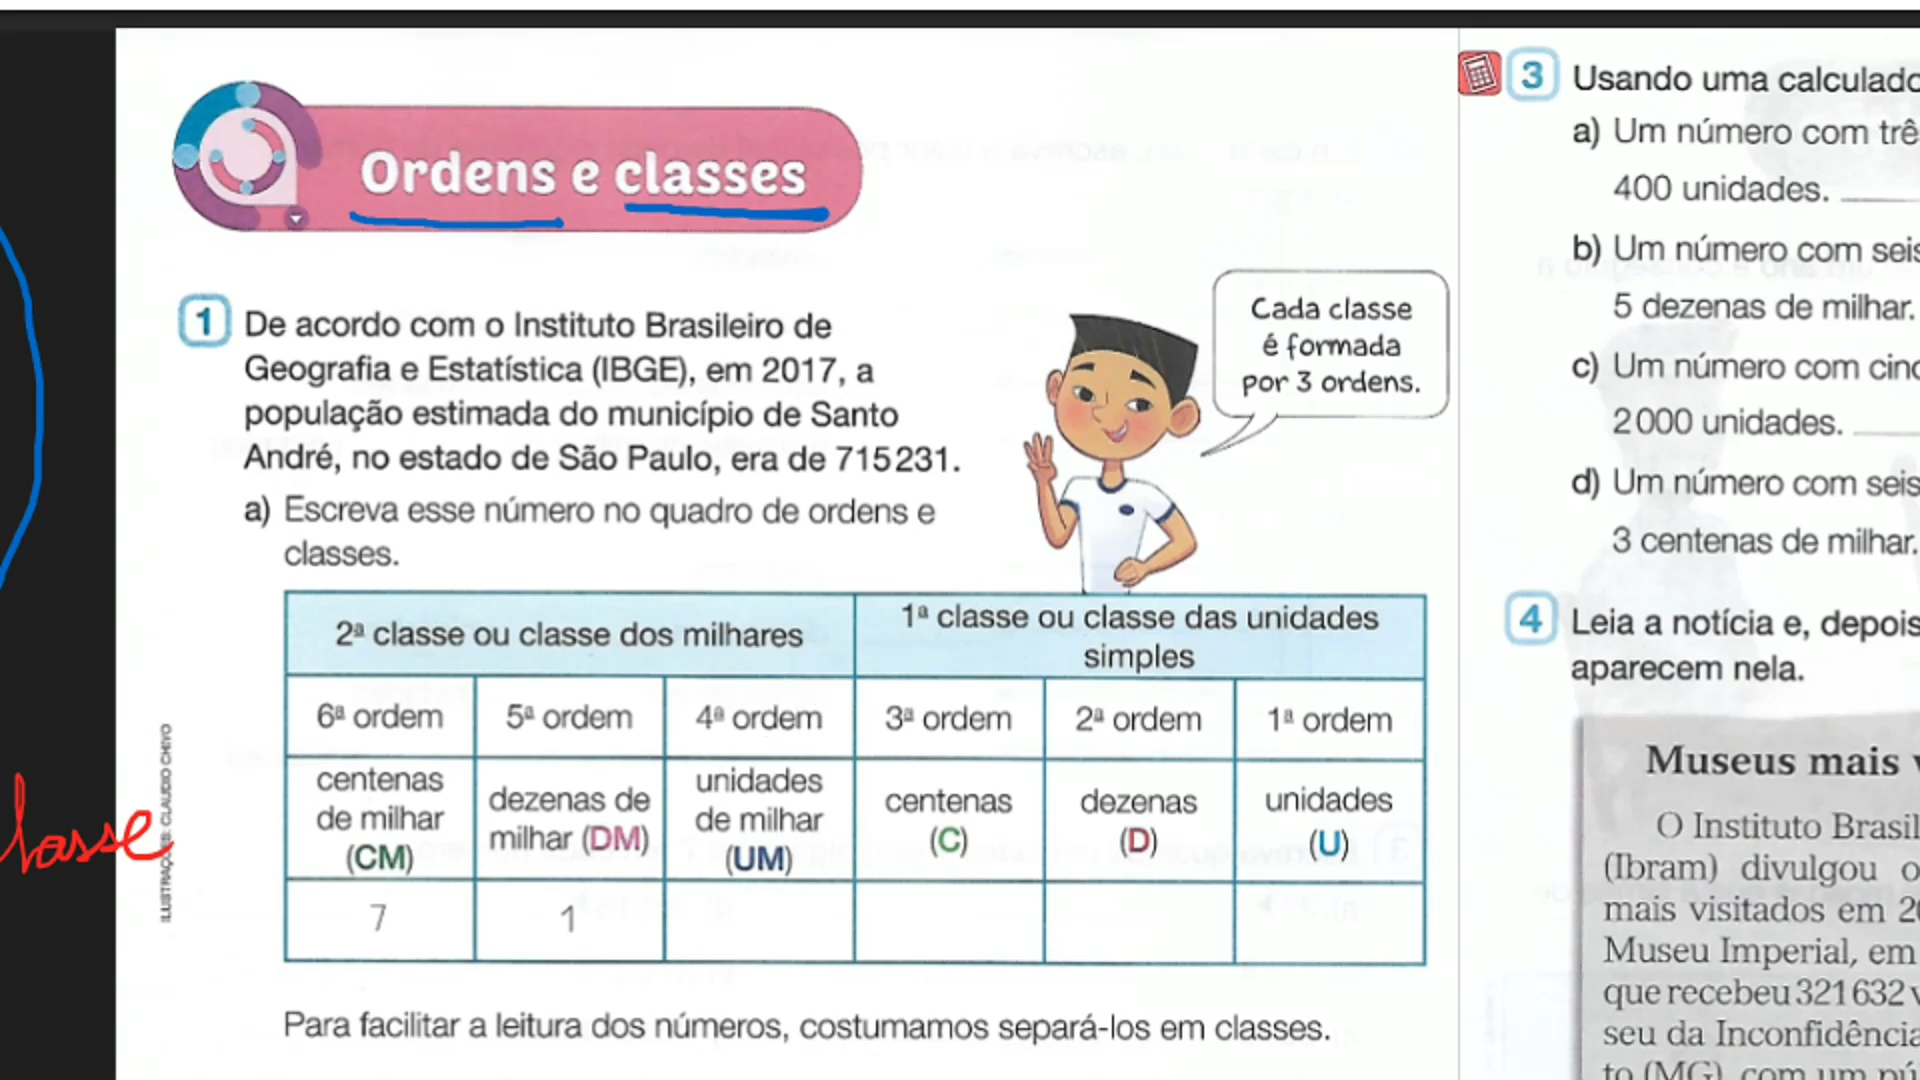 Ordens e classes
1 De acordo com o Instituto Brasileiro de
Geografia e Estatística (IBGE), em 2017, a
população estimada do município de Santo
André, no estado de São Paulo, era de 715 231.
a) Escreva esse número no quadro de ordens e
classes.
Cada classe
é formada
por 3 ordens.
2ª classe ou classe dos milhares
1ª classe ou classe das unidades
simples
6ª ordem 5ª ordem 4ª ordem 3ª ordem 2ª ordem 1ª ordem
centenas
de milhar
(CM)
dezenas de
milhar (DM)
unidades
de milhar
(UM)
centenas
(C)
dezenas
(D)
unidades
(U)
7 1
Para facilitar a leitura dos números, costumamos separá-los em classes.
ILUSTRAÇÕES: CLAUDIO CHIYO
lasse
3 Usando uma calculado
a) Um número com trê
400 unidades.
b) Um número com seis
5 dezenas de milhar.
c) Um número com cinc
2 000 unidades.
d) Um número com seis
3 centenas de milhar.
4 Leia a notícia e, depois
aparecem nela.
Museus mais v
O Instituto Brasil
(Ibram) divulgou o
mais visitados em 20
Museu Imperial, em
que recebeu 321 632 v
seu da Inconfidência
to (MG), com um pú